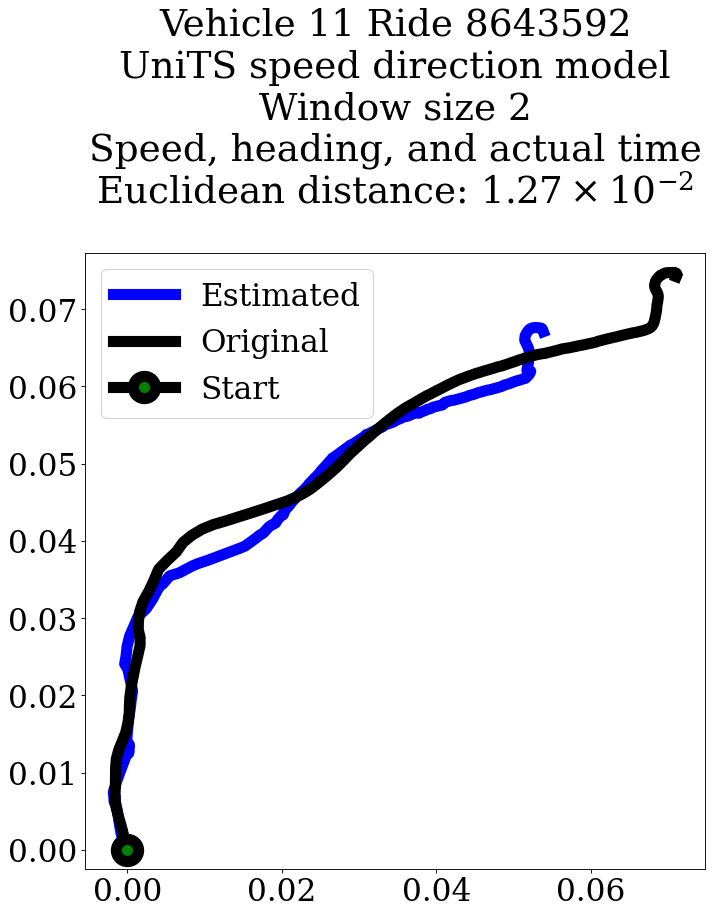 Vehicle 11 Ride 8643592
UniTS speed direction model
Window size 2
Speed, heading, and actual time
Euclidean distance: 1.27 × 10⁻²
Estimated
Original
Start
0.07
0.06
0.05
0.04
0.03
0.02
0.01
0.00
0.00 0.02 0.04 0.06